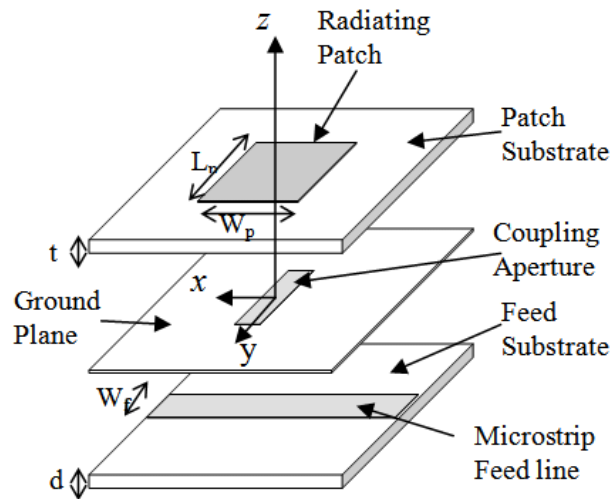 z
Radiating
Patch
Patch
Substrate
Lp
Wp
t
Coupling
Aperture
x
Ground
Plane
y
Feed
Substrate
Wf
Microstrip
Feed line
d